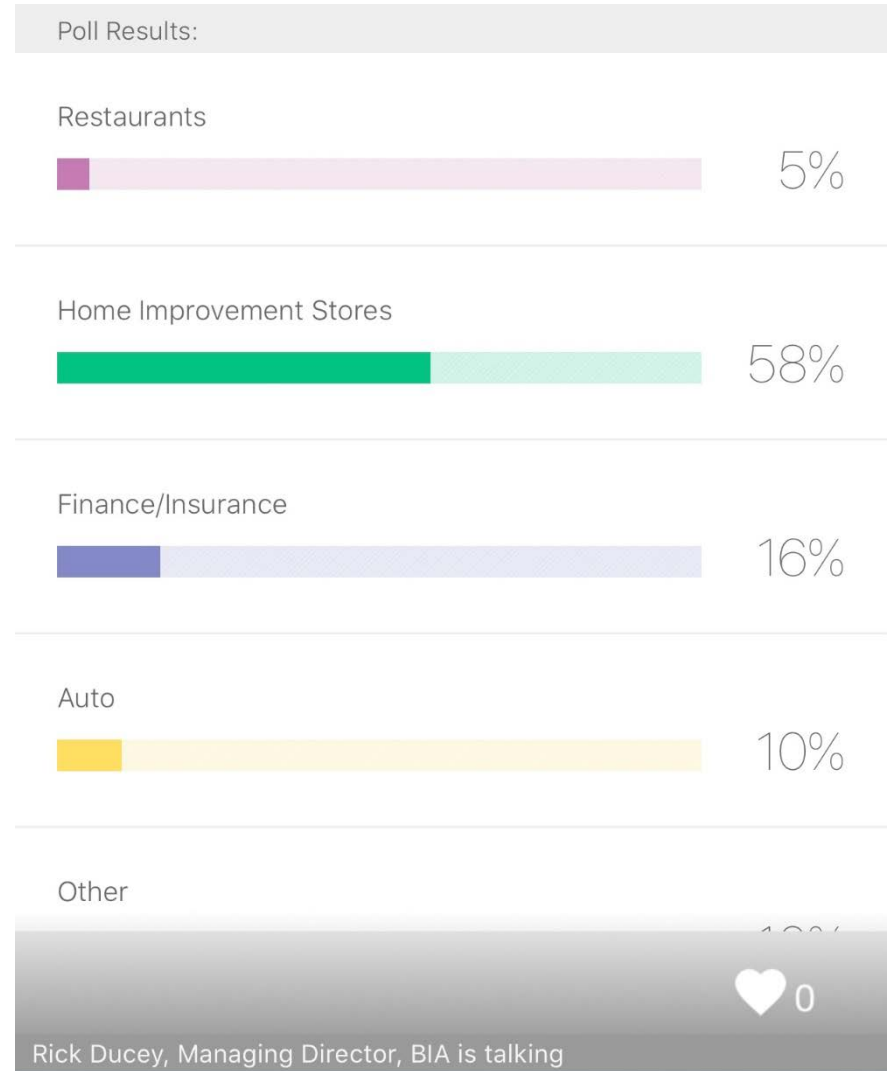 Poll Results:
Restaurants
5%
Home Improvement Stores
58%
Finance/Insurance
16%
Auto
10%
Other
0
Rick Ducey, Managing Director, BIA is talking